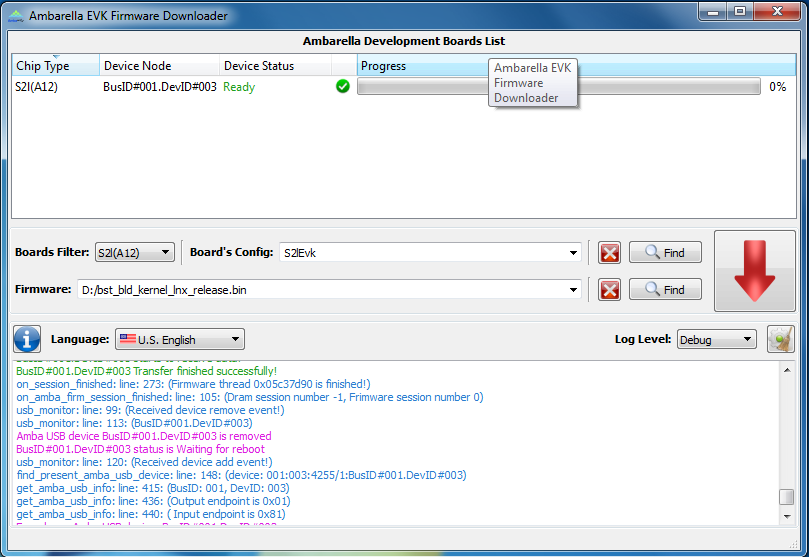 Ambarella EVK Firmware Downloader
Ambarella Development Boards List
Chip Type Device Node Device Status Progress
S2l(A12) BusID#001.DevID#003 Ready 0%
Ambarella EVK
Firmware
Downloader
Boards Filter: S2l(A12) Board's Config: S2lEvk Find
Firmware: D:/bst_bld_kernel_lnx_release.bin Find
Language: U.S. English Log Level: Debug
BusID#001.DevID#003 Transfer finished successfully!
on_session_finished: line: 273: (Firmware thread 0x05c37d90 is finished!)
on_amba_firm_session_finished: line: 105: (Dram session number -1, Frimware session number 0)
usb_monitor: line: 99: (Received device remove event!)
usb_monitor: line: 113: (BusID#001.DevID#003)
Amba USB device BusID#001.DevID#003 is removed
BusID#001.DevID#003 status is Waiting for reboot
usb_monitor: line: 120: (Received device add event!)
find_present_amba_usb_device: line: 148: (device: 001:003:4255/1:BusID#001.DevID#003)
get_amba_usb_info: line: 415: (BusID: 001, DevID: 003)
get_amba_usb_info: line: 436: (Output endpoint is 0x01)
get_amba_usb_info: line: 440: ( Input endpoint is 0x81)